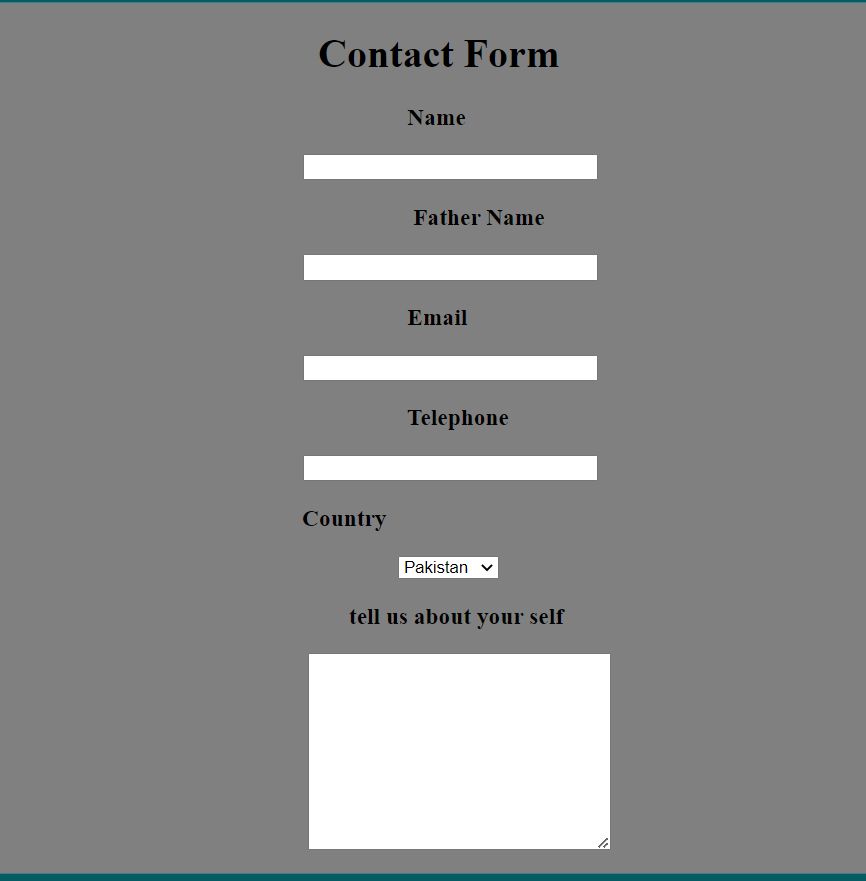 Contact Form
Name
Father Name
Email
Telephone
Country
Pakistan
tell us about your self